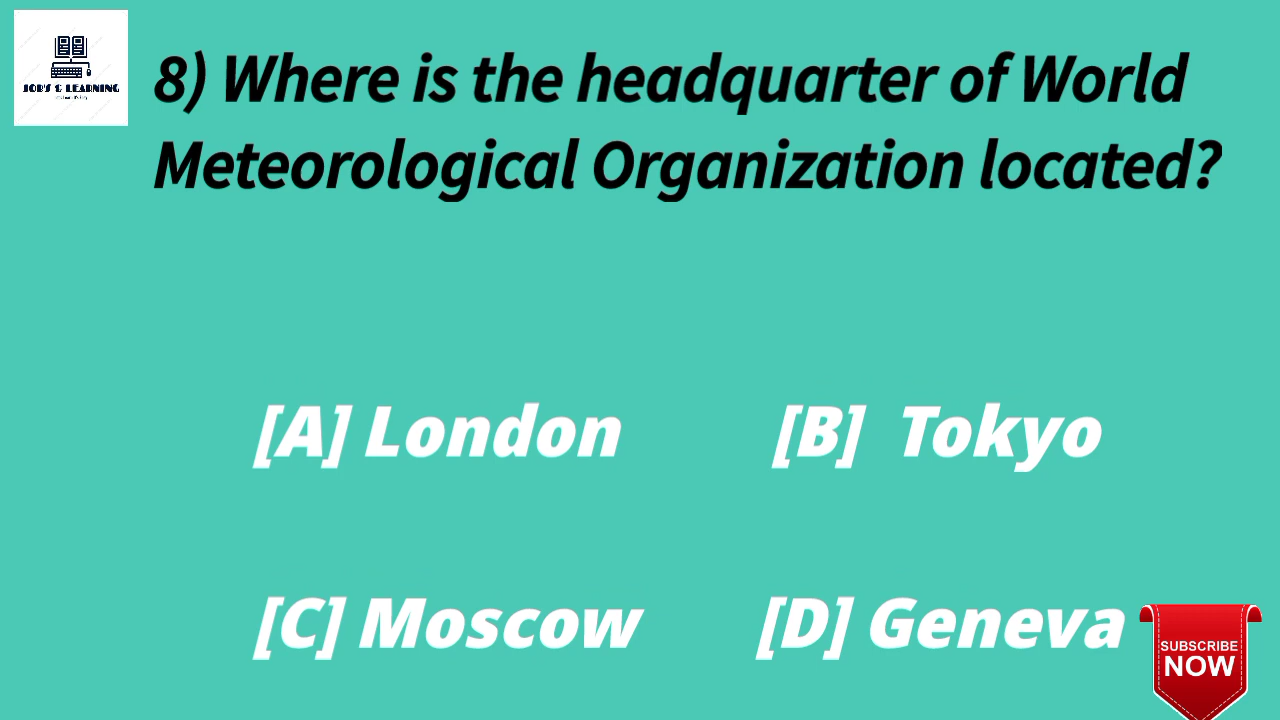 8) Where is the headquarter of World
Meteorological Organization located?
[A] London
[B] Tokyo
[C] Moscow
[D] Geneva
SUBSCRIBE
NOW